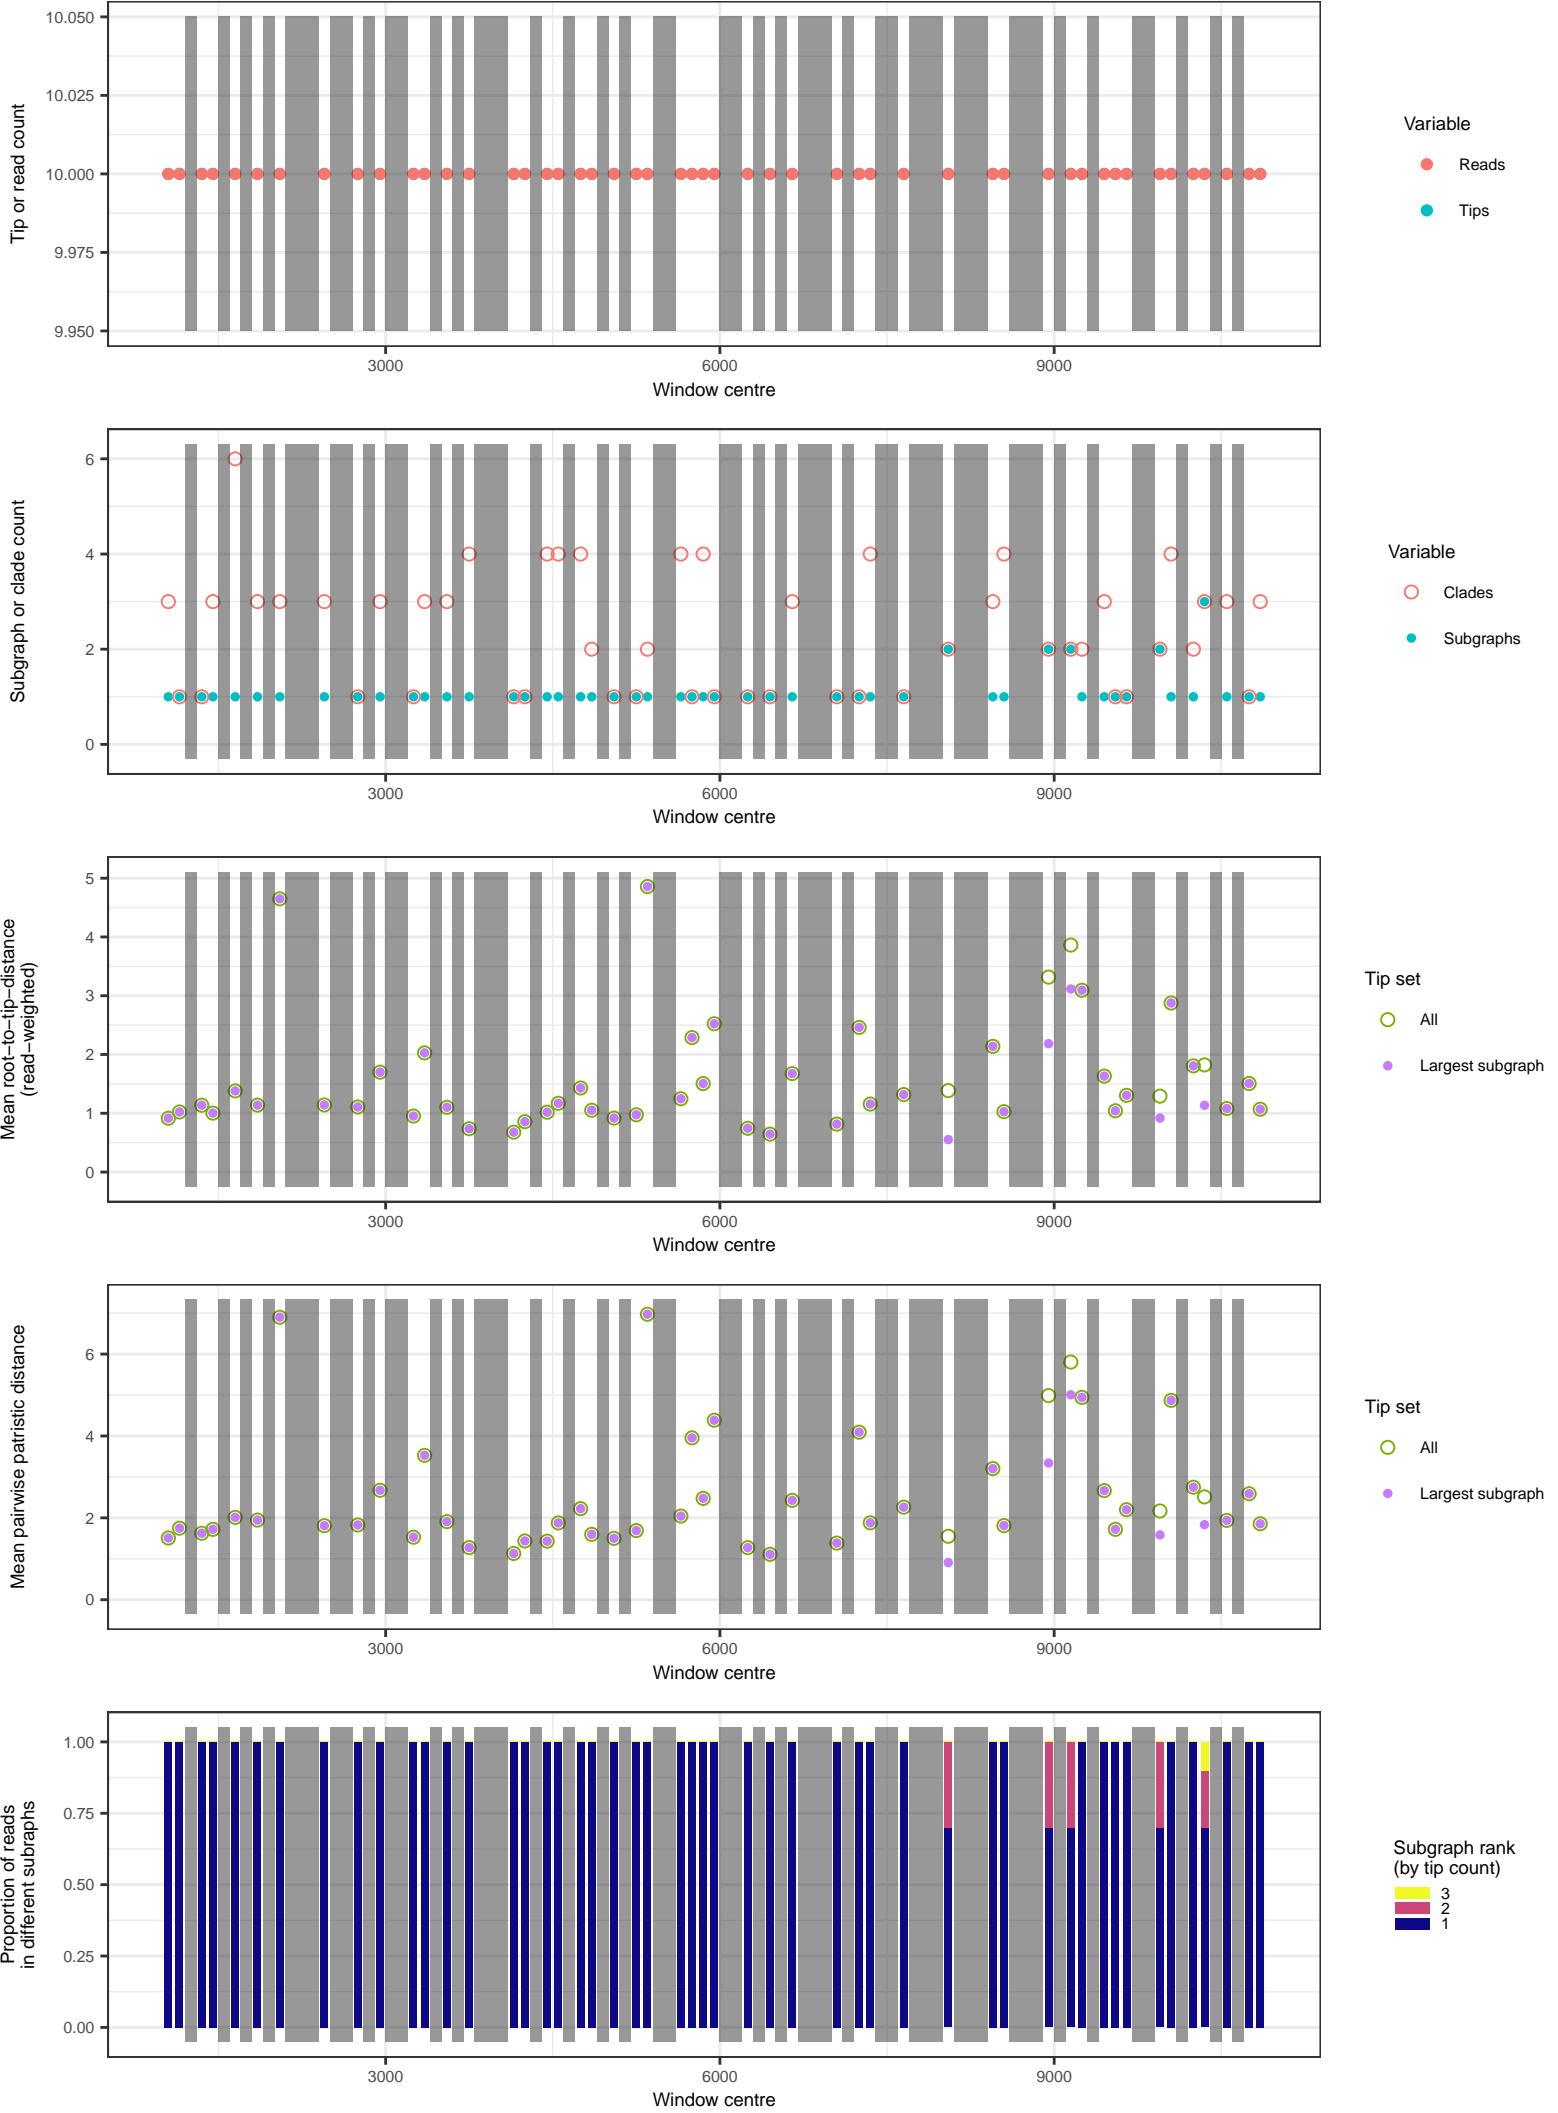 10.050
10.025
10.000
9.975
9.950
Tip or read count
3000
6000
9000
Window centre
Variable
Reads
Tips
6
4
2
0
Subgraph or clade count
3000
6000
9000
Window centre
Variable
Clades
Subgraphs
5
4
3
2
1
0
Mean root−to−tip−distance
(read−weighted)
3000
6000
9000
Window centre
Tip set
All
Largest subgraph
6
4
2
0
Mean pairwise patristic distance
3000
6000
9000
Window centre
Tip set
All
Largest subgraph
1.00
0.75
0.50
0.25
0.00
Proportion of reads
in different subraphs
3000
6000
9000
Window centre
Subgraph rank
(by tip count)
3
2
1